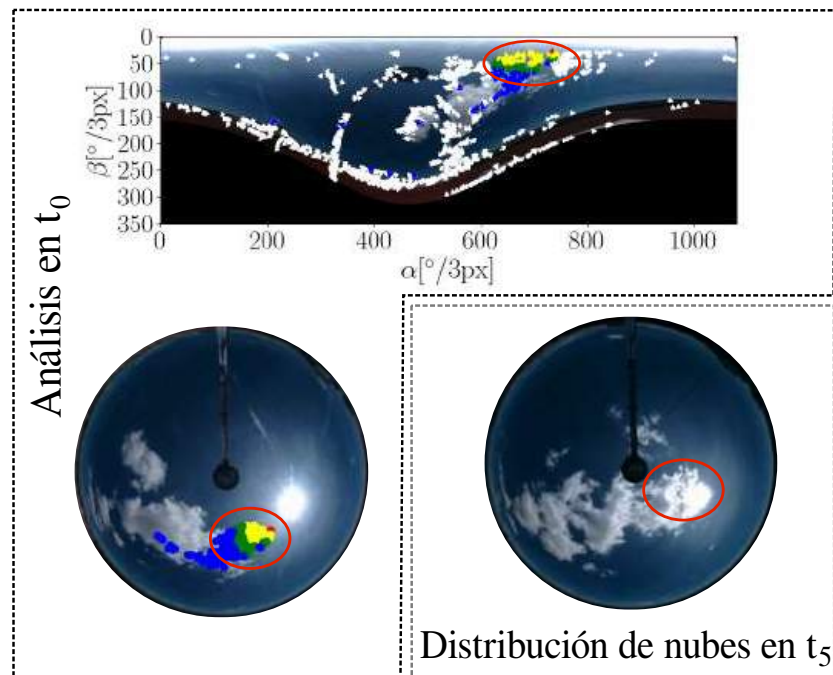 Análisis en t0
0
50
100
150
200
250
300
350
β[°/3px]
0 200 400 600 800 1000
α[°/3px]
Distribución de nubes en t5